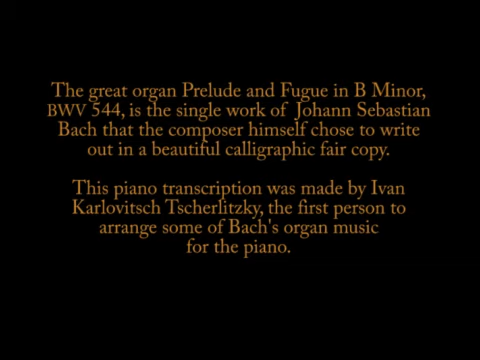 The great organ Prelude and Fugue in B Minor,
BWV 544, is the single work of Johann Sebastian
Bach that the composer himself chose to write
out in a beautiful calligraphic fair copy.
This piano transcription was made by Ivan
Karlovitsch Tscherlitzky, the first person to
arrange some of Bach's organ music
for the piano.